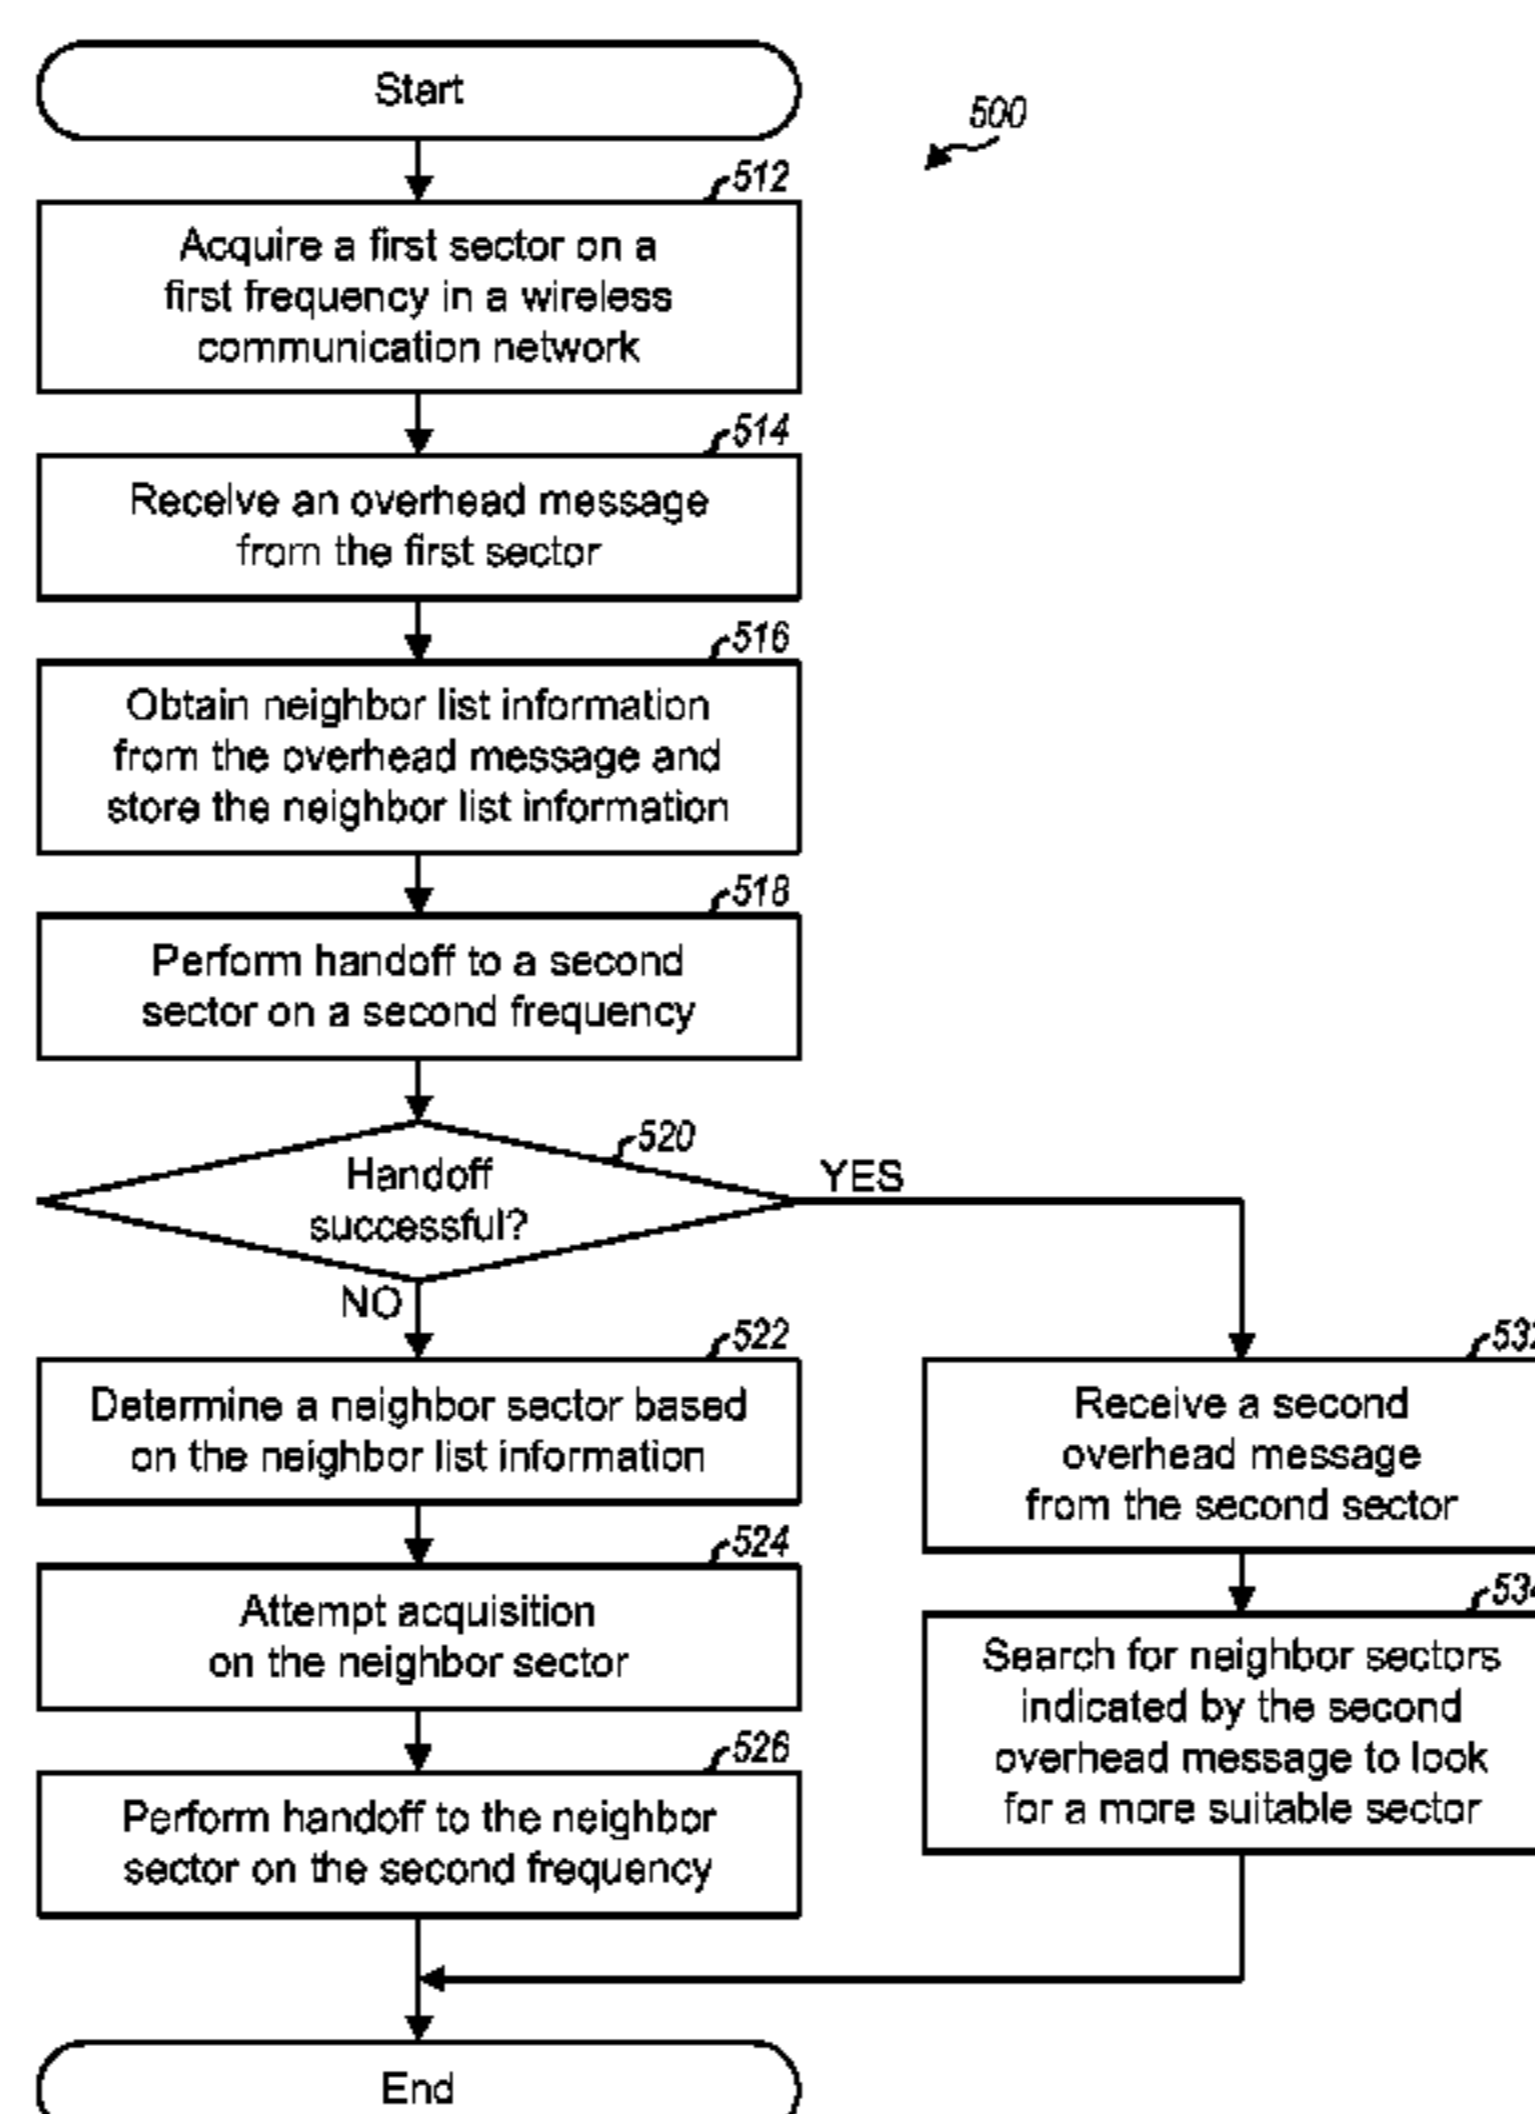 Start
500
512
Acquire a first sector on a
first frequency in a wireless
communication network
514
Receive an overhead message
from the first sector
516
Obtain neighbor list information
from the overhead message and
store the neighbor list information
518
Perform handoff to a second
sector on a second frequency
520
Handoff
successful?
YES
NO
522
Determine a neighbor sector based
on the neighbor list information
524
Attempt acquisition
on the neighbor sector
526
Perform handoff to the neighbor
sector on the second frequency
532
Receive a second
overhead message
from the second sector
534
Search for neighbor sectors
indicated by the second
overhead message to look
for a more suitable sector
End